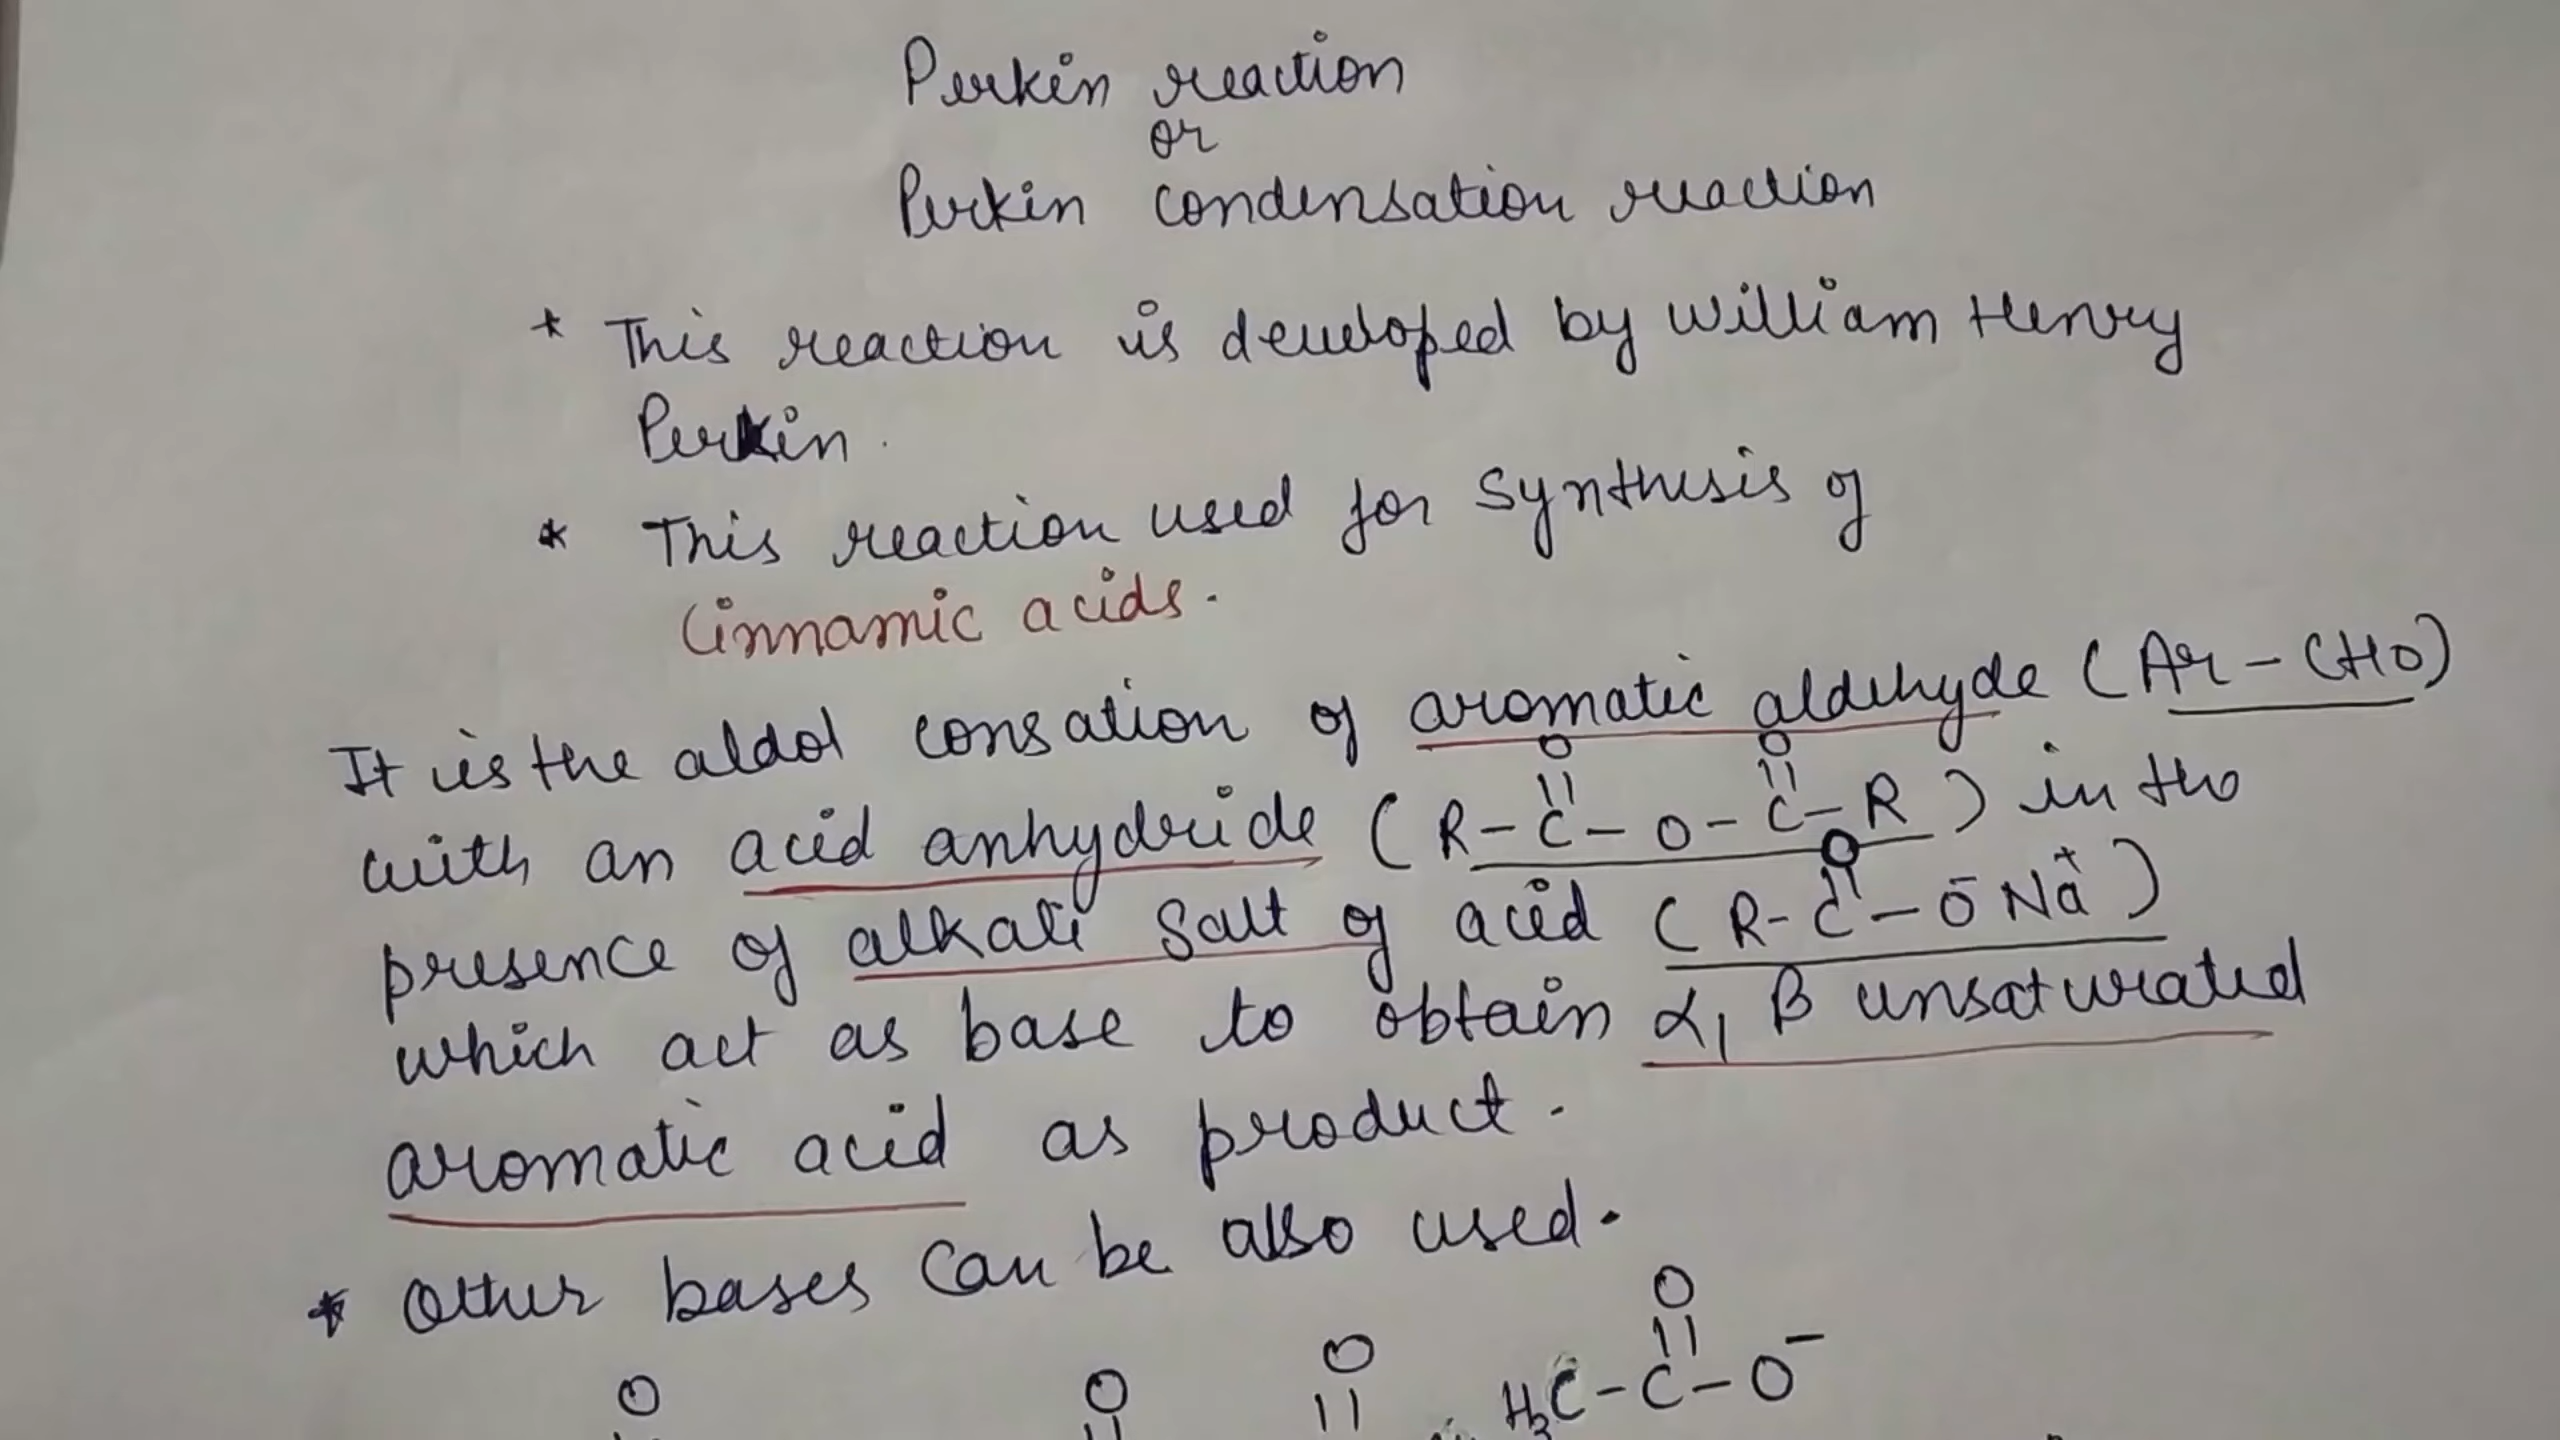 Perkin reaction
or
Perkin condensation reaction
* This reaction is developed by William Henry
Perkin.
* This reaction used for synthesis of
Cinnamic acids.
It is the aldol consation of aromatic aldehyde (Ar-CHO)
O O
|| ||
with an acid anhydride (R-C-O-C-R) in the
O
||
presence of alkali salt of acid (R-C-O⁻Na⁺)
which act as base to obtain α, β unsaturated
aromatic acid as product.
* Other bases can be also used.
O
||
O O O H₃C-C-O⁻
|| ||